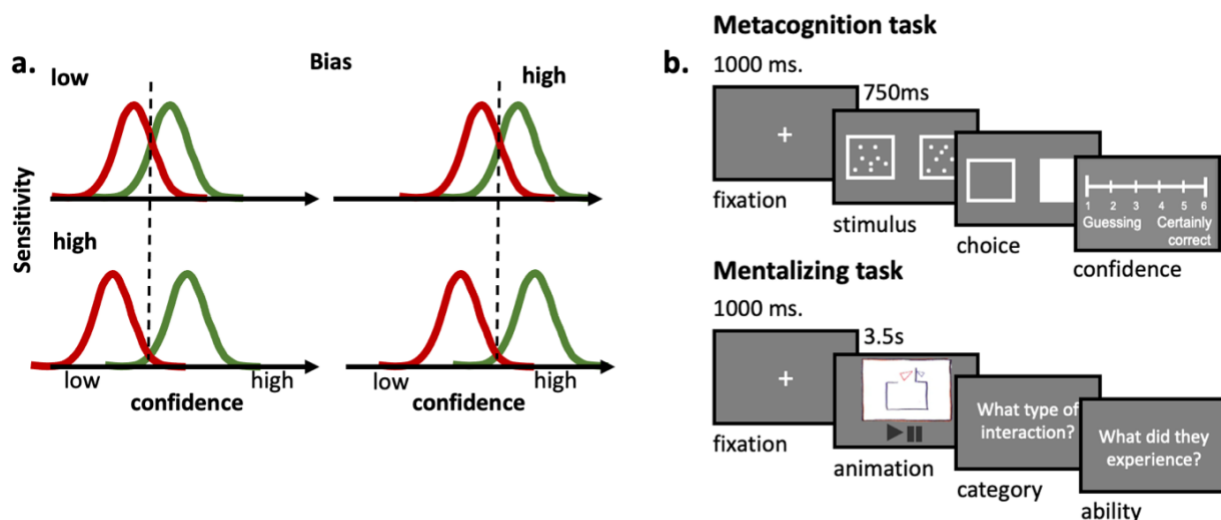 a.
Bias
low
high
Sensitivity
high
low
high
confidence
low
high
confidence
b.
Metacognition task
1000 ms.
fixation
750ms
stimulus
choice
1 2 3 4 5 6
Guessing Certainly
correct
confidence
Mentalizing task
1000 ms.
fixation
3.5s
animation
What type of
interaction?
category
What did they
experience?
ability